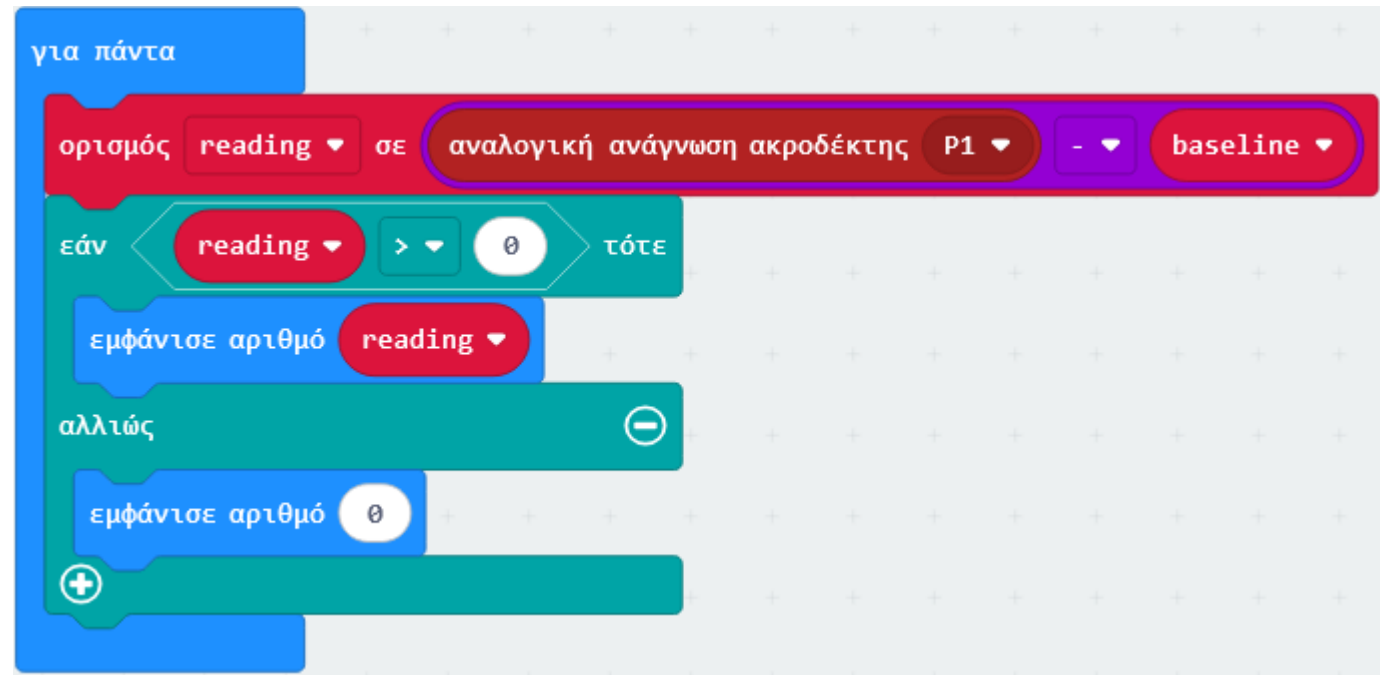 για πάντα
ορισμός reading σε αναλογική ανάγνωση ακροδέκτης P1 - baseline
εάν reading > 0 τότε
εμφάνισε αριθμό reading
αλλιώς
εμφάνισε αριθμό 0